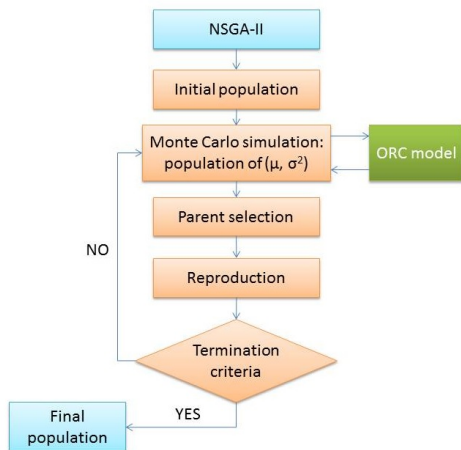 NSGA-II
Initial population
Monte Carlo simulation:
population of (μ, σ²)
ORC model
Parent selection
NO
Reproduction
Termination
criteria
YES
Final
population